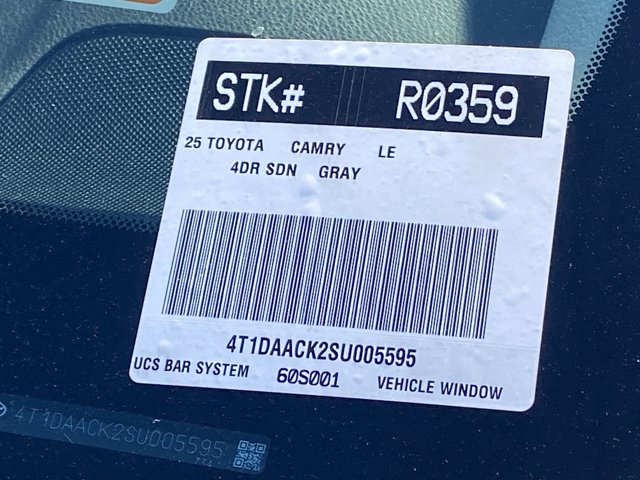 STK# R0359
25 TOYOTA CAMRY LE
4DR SDN GRAY
4T1DAACK2SU005595
UCS BAR SYSTEM 60S001 VEHICLE WINDOW
4T1DAACK2SU005595